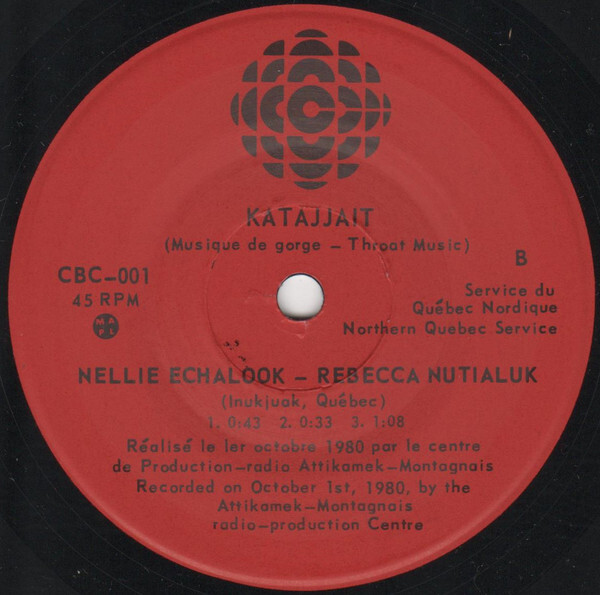 KATAJJAIT
(Musique de gorge – Throat Music)
CBC–001
45 RPM
B
Service du
Québec Nordique
Northern Quebec Service
MAPL
NELLIE ECHALOOK – REBECCA NUTIALUK
(Inukjuak, Québec)
1. 0:43 2. 0:33 3. 1:08
Réalisé le ler octobre 1980 par le centre
de Production–radio Attikamek–Montagnais
Recorded on October 1st, 1980, by the
Attikamek–Montagnais
radio–production Centre